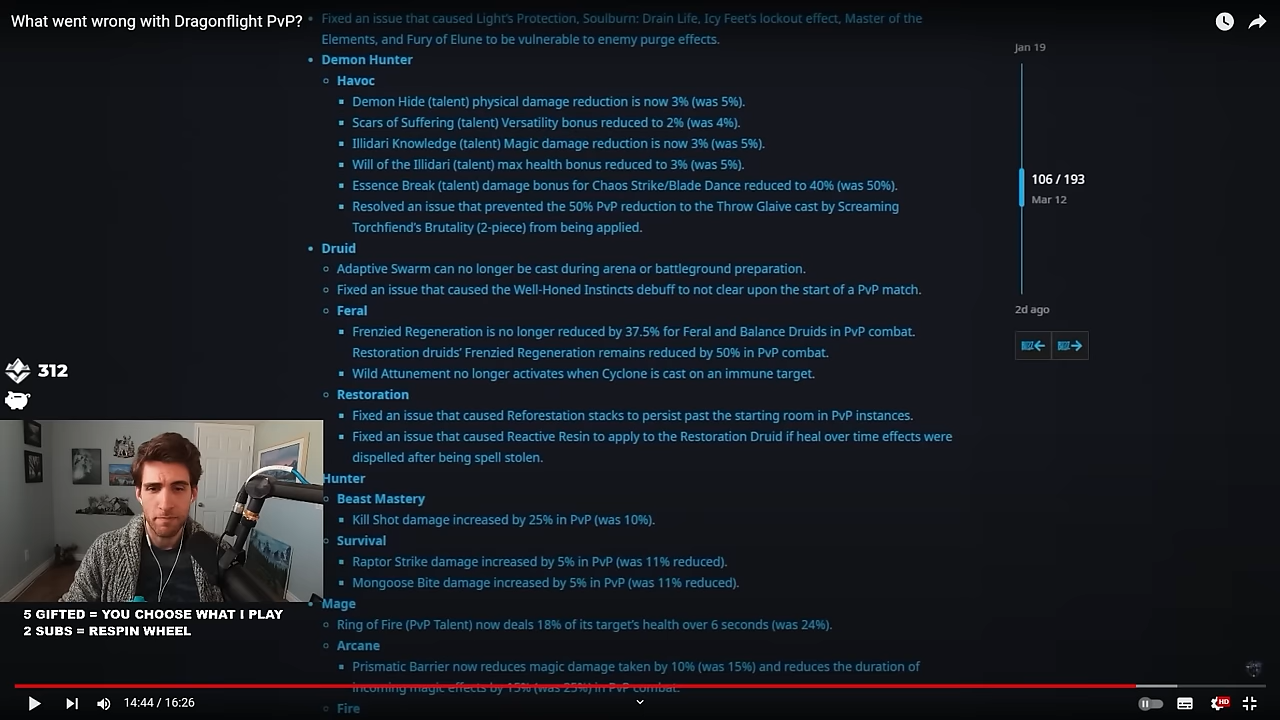 What went wrong with Dragonflight PvP?
Fixed an issue that caused Light's Protection, Soulburn: Drain Life, Icy Feet's lockout effect, Master of the
Elements, and Fury of Elune to be vulnerable to enemy purge effects.
Demon Hunter
Havoc
Demon Hide (talent) physical damage reduction is now 3% (was 5%).
Scars of Suffering (talent) Versatility bonus reduced to 2% (was 4%).
Illidari Knowledge (talent) Magic damage reduction is now 3% (was 5%).
Will of the Illidari (talent) max health bonus reduced to 3% (was 5%).
Essence Break (talent) damage bonus for Chaos Strike/Blade Dance reduced to 40% (was 50%).
Resolved an issue that prevented the 50% PvP reduction to the Throw Glaive cast by Screaming
Torchfiend's Brutality (2-piece) from being applied.
Druid
Adaptive Swarm can no longer be cast during arena or battleground preparation.
Fixed an issue that caused the Well-Honed Instincts debuff to not clear upon the start of a PvP match.
Feral
Frenzied Regeneration is no longer reduced by 37.5% for Feral and Balance Druids in PvP combat.
Restoration druids' Frenzied Regeneration remains reduced by 50% in PvP combat.
Wild Attunement no longer activates when Cyclone is cast on an immune target.
Restoration
Fixed an issue that caused Reforestation stacks to persist past the starting room in PvP instances.
Fixed an issue that caused Reactive Resin to apply to the Restoration Druid if heal over time effects were
dispelled after being spell stolen.
Hunter
Beast Mastery
Kill Shot damage increased by 25% in PvP (was 10%).
Survival
Raptor Strike damage increased by 5% in PvP (was 11% reduced).
Mongoose Bite damage increased by 5% in PvP (was 11% reduced).
Mage
Ring of Fire (PvP Talent) now deals 18% of its target's health over 6 seconds (was 24%).
Arcane
Prismatic Barrier now reduces magic damage taken by 10% (was 15%) and reduces the duration of
incoming magic effects by 15% (was 25%) in PvP combat.
Fire
Jan 19
106 / 193
Mar 12
2d ago
312
5 GIFTED = YOU CHOOSE WHAT I PLAY
2 SUBS = RESPIN WHEEL
14:44 / 16:26
HD